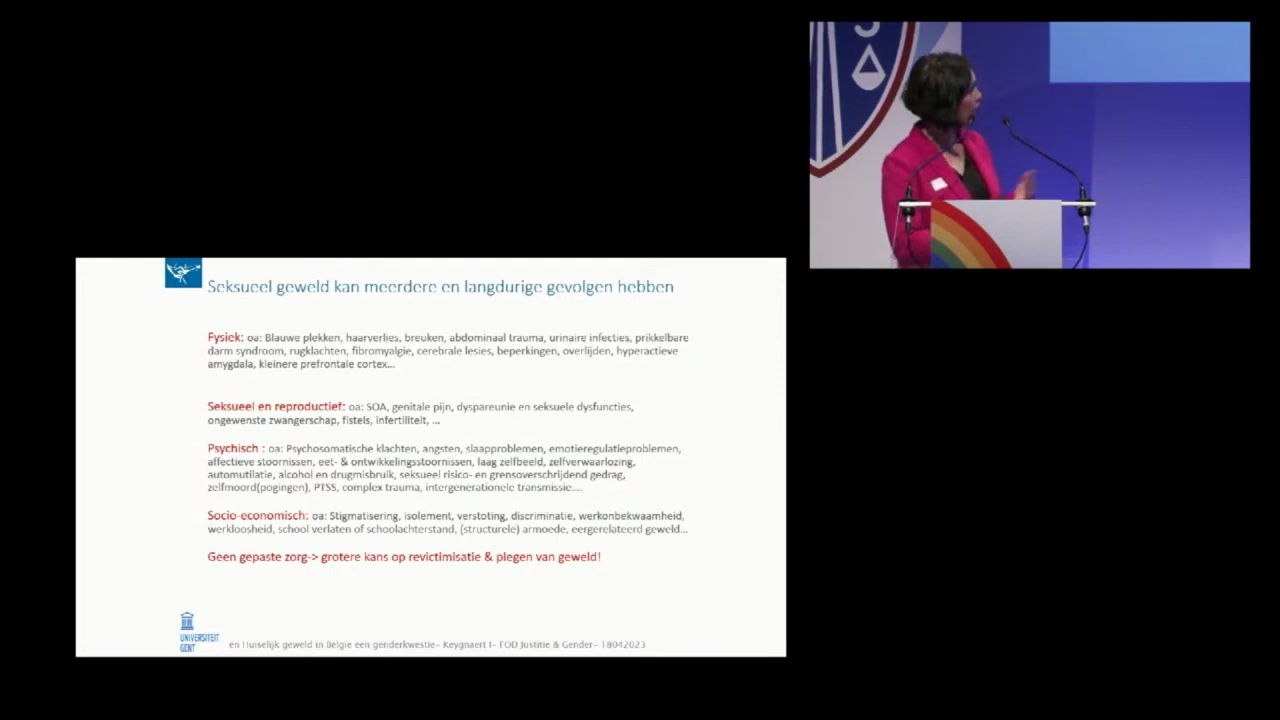 Seksueel geweld kan meerdere en langdurige gevolgen hebben
Fysiek: oa: Blauwe plekken, haarverlies, breuken, abdominaal trauma, urinaire infecties, prikkelbare
darm syndroom, rugklachten, fibromyalgie, cerebrale lesies, beperkingen, overlijden, hyperactieve
amygdala, kleinere prefrontale cortex...
Seksueel en reproductief: oa: SOA, genitale pijn, dyspareunie en seksuele dysfuncties,
ongewenste zwangerschap, fistels, infertiliteit, ...
Psychisch : oa: Psychosomatische klachten, angsten, slaapproblemen, emotieregulatieproblemen,
affectieve stoornissen, eet- & ontwikkelingsstoornissen, laag zelfbeeld, zelfverwaarlozing,
automutilatie, alcohol en drugmisbruik, seksueel risico- en grensoverschrijdend gedrag,
zelfmoord(pogingen), PTSS, complex trauma, intergenerationele transmissie....
Socio-economisch: oa: Stigmatisering, isolement, verstoting, discriminatie, werkonbekwaamheid,
werkloosheid, school verlaten of schoolachterstand, (structurele) armoede, eergerelateerd geweld...
Geen gepaste zorg-> grotere kans op revictimisatie & plegen van geweld!
UNIVERSITEIT
GENT
en Huiselijk geweld in Belgie een genderkwestie– Keygnaert I– FOD Justitie & Gender– 18042023